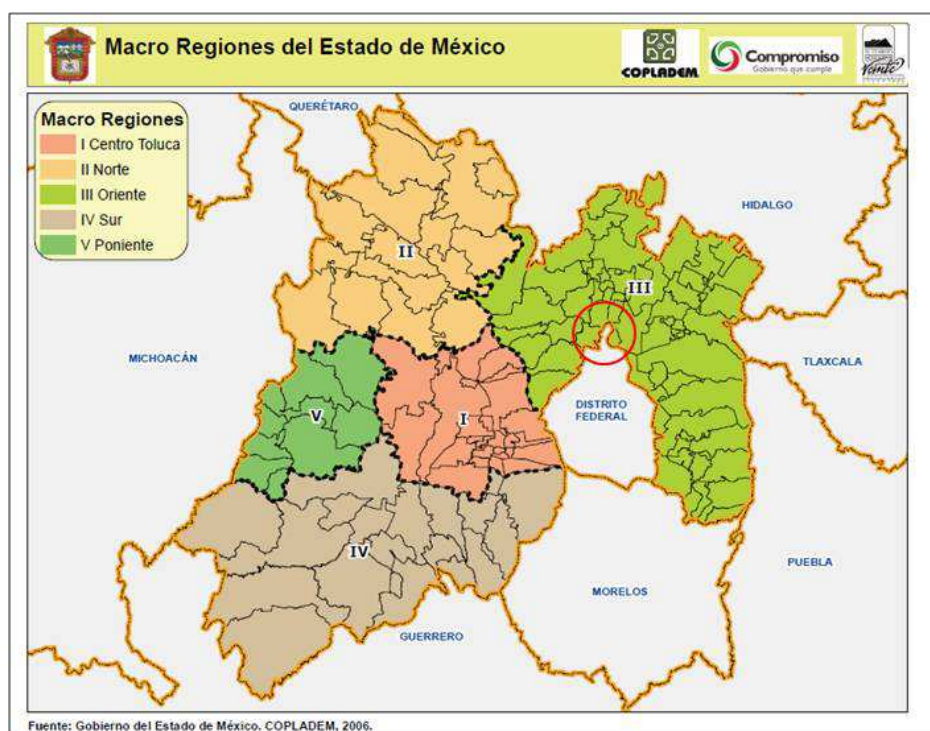 Macro Regiones del Estado de México
COPLADEM
Compromiso
Gobierno que cumple
Macro Regiones
I Centro Toluca
II Norte
III Oriente
IV Sur
V Poniente
QUERÉTARO
HIDALGO
II
III
MICHOACÁN
TLAXCALA
DISTRITO
FEDERAL
V
I
IV
PUEBLA
MORELOS
GUERRERO
Fuente: Gobierno del Estado de México. COPLADEM, 2006.